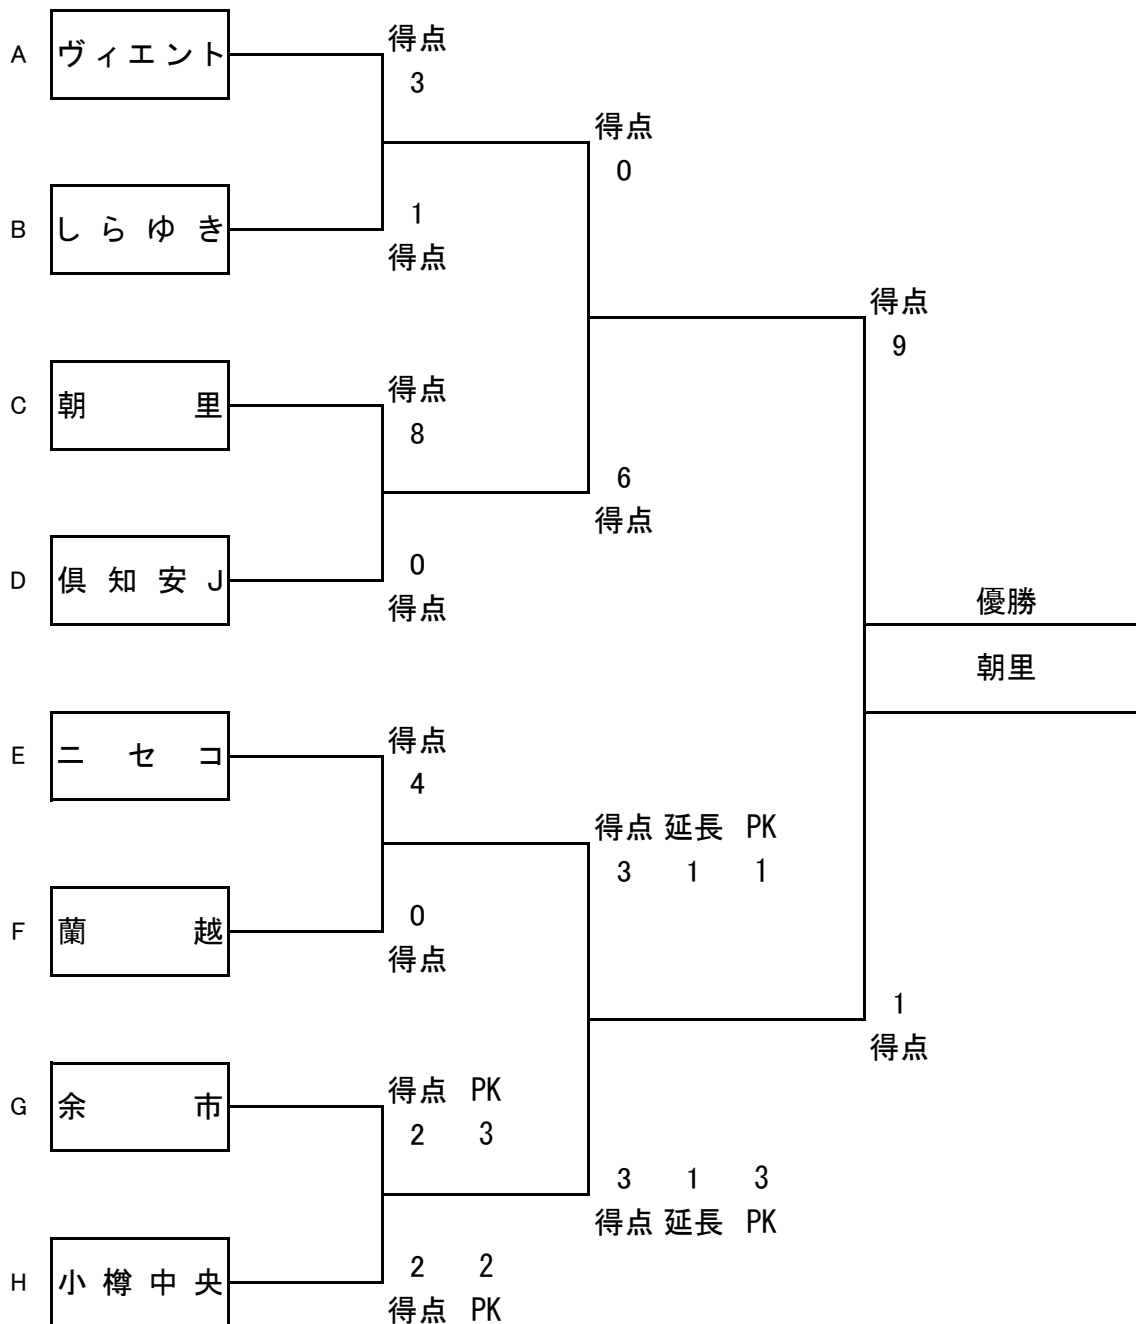 得点
A ヴィエント
3
得点
0
1
B しらゆき
得点
得点
9
得点
C 朝里
8
6
得点
0
D 倶知安J
得点
優勝
朝里
得点
E ニセコ
4
得点 延長 PK
3 1 1
0
F 蘭越
得点
1
得点
得点 PK
G 余市
2 3
3 1 3
得点 延長 PK
2 2
H 小樽中央
得点 PK